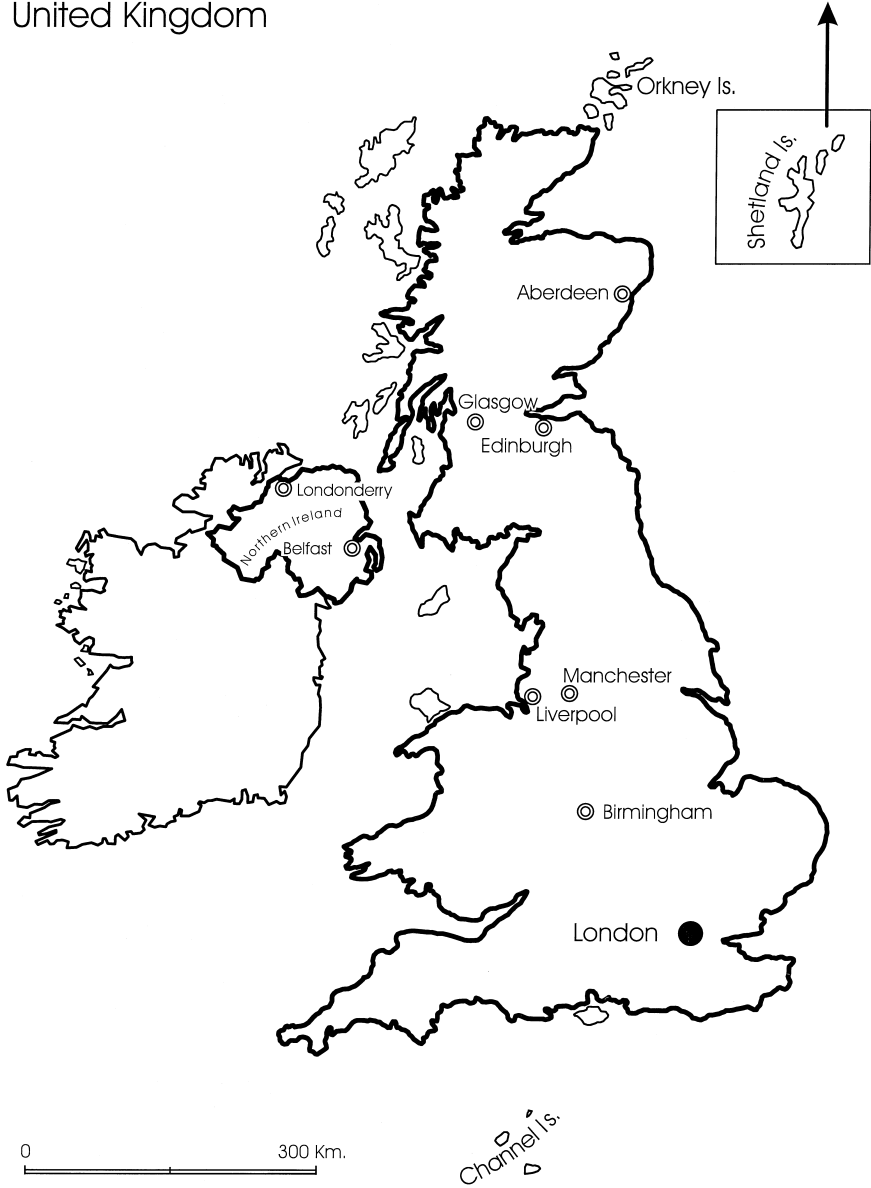 United Kingdom
Orkney Is.
Shetland Is.
Aberdeen
Glasgow
Edinburgh
Londonderry
Northern Ireland
Belfast
Manchester
Liverpool
Birmingham
London
Channel Is.
0 300 Km.